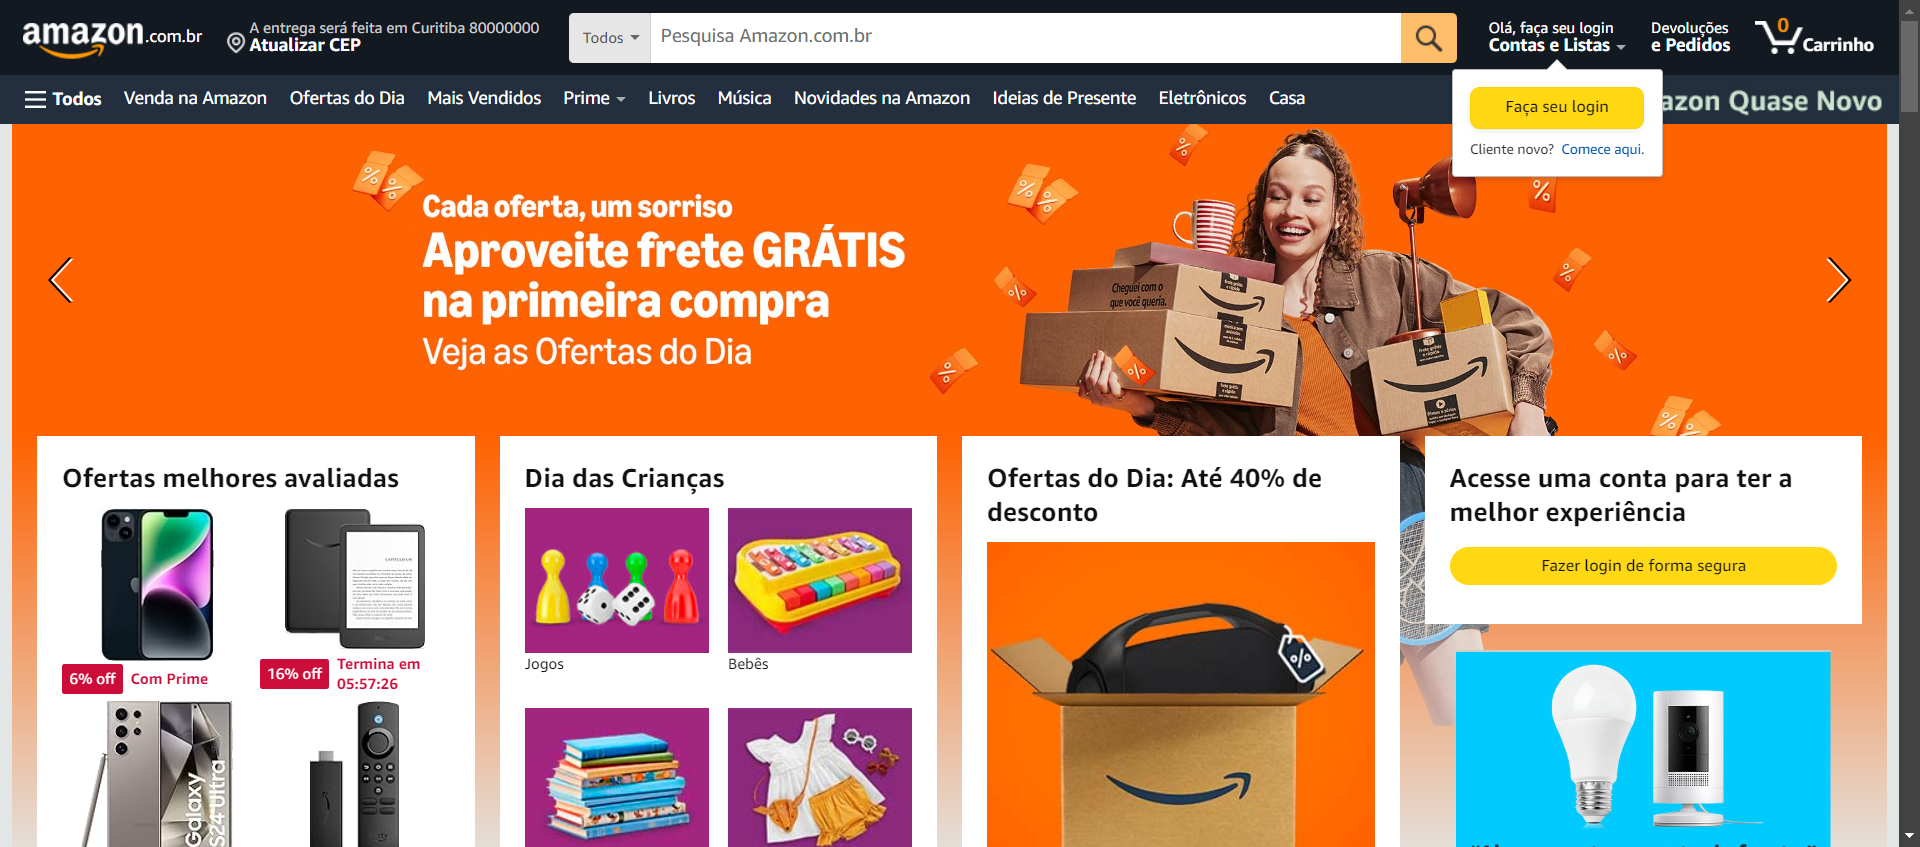 amazon.com.br
A entrega será feita em Curitiba 80000000
Atualizar CEP
Todos
Pesquisa Amazon.com.br
Olá, faça seu login
Contas e Listas
Devoluções
e Pedidos
0
Carrinho
Todos
Venda na Amazon
Ofertas do Dia
Mais Vendidos
Prime
Livros
Música
Novidades na Amazon
Ideias de Presente
Eletrônicos
Casa
azon Quase Novo
Faça seu login
Cliente novo? Comece aqui.
Cada oferta, um sorriso
Aproveite frete GRÁTIS
na primeira compra
Veja as Ofertas do Dia
Cheguei com o
que você queria.
Ofertas melhores avaliadas
6% off
Com Prime
16% off
Termina em
05:57:26
Galaxy
S24 Ultra
Dia das Crianças
Jogos
Bebês
Ofertas do Dia: Até 40% de
desconto
Acesse uma conta para ter a
melhor experiência
Fazer login de forma segura